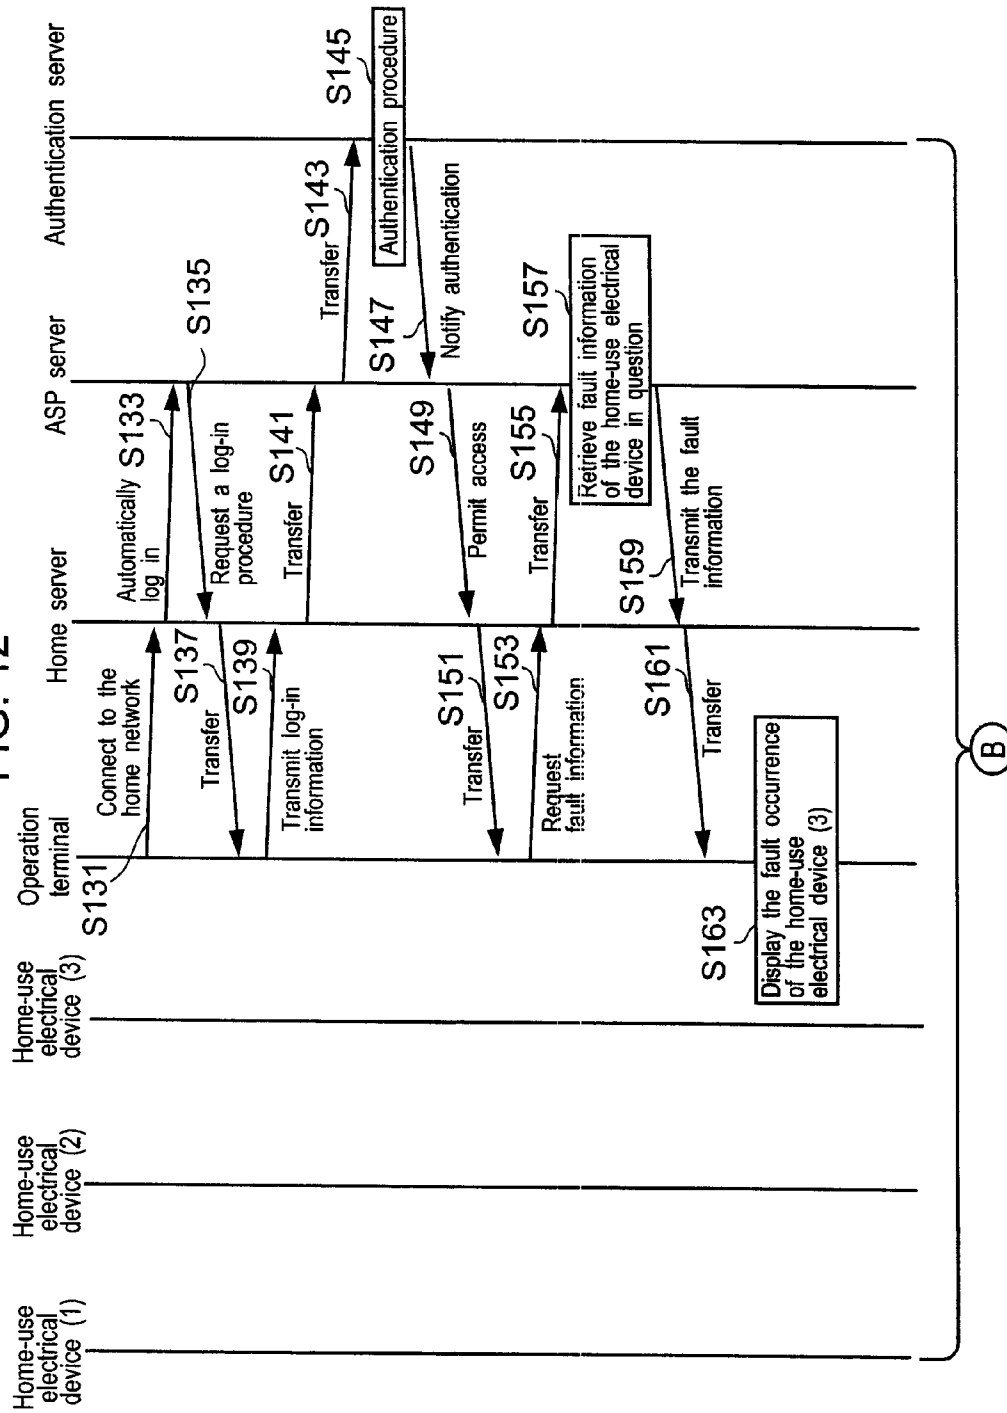 FIG. 12
Home-use
electrical
device (1)
Home-use
electrical
device (2)
Home-use
electrical
device (3)
Operation
terminal
Home server
ASP server
Authentication server
S131
Connect to the
home network
Automatically
log in
S133
S135
Request a log-in
procedure
S137
Transfer
S139
Transmit log-in
information
Transfer
S141
Transfer
S143
S145
Authentication procedure
S147
Notify authentication
S149
Permit access
S151
Transfer
S153
Request
fault information
Transfer
S155
S157
Retrieve fault information
of the home-use electrical
device in question
S159
Transmit the fault
information
S161
Transfer
S163
Display the fault occurrence
of the home-use
electrical device (3)
B